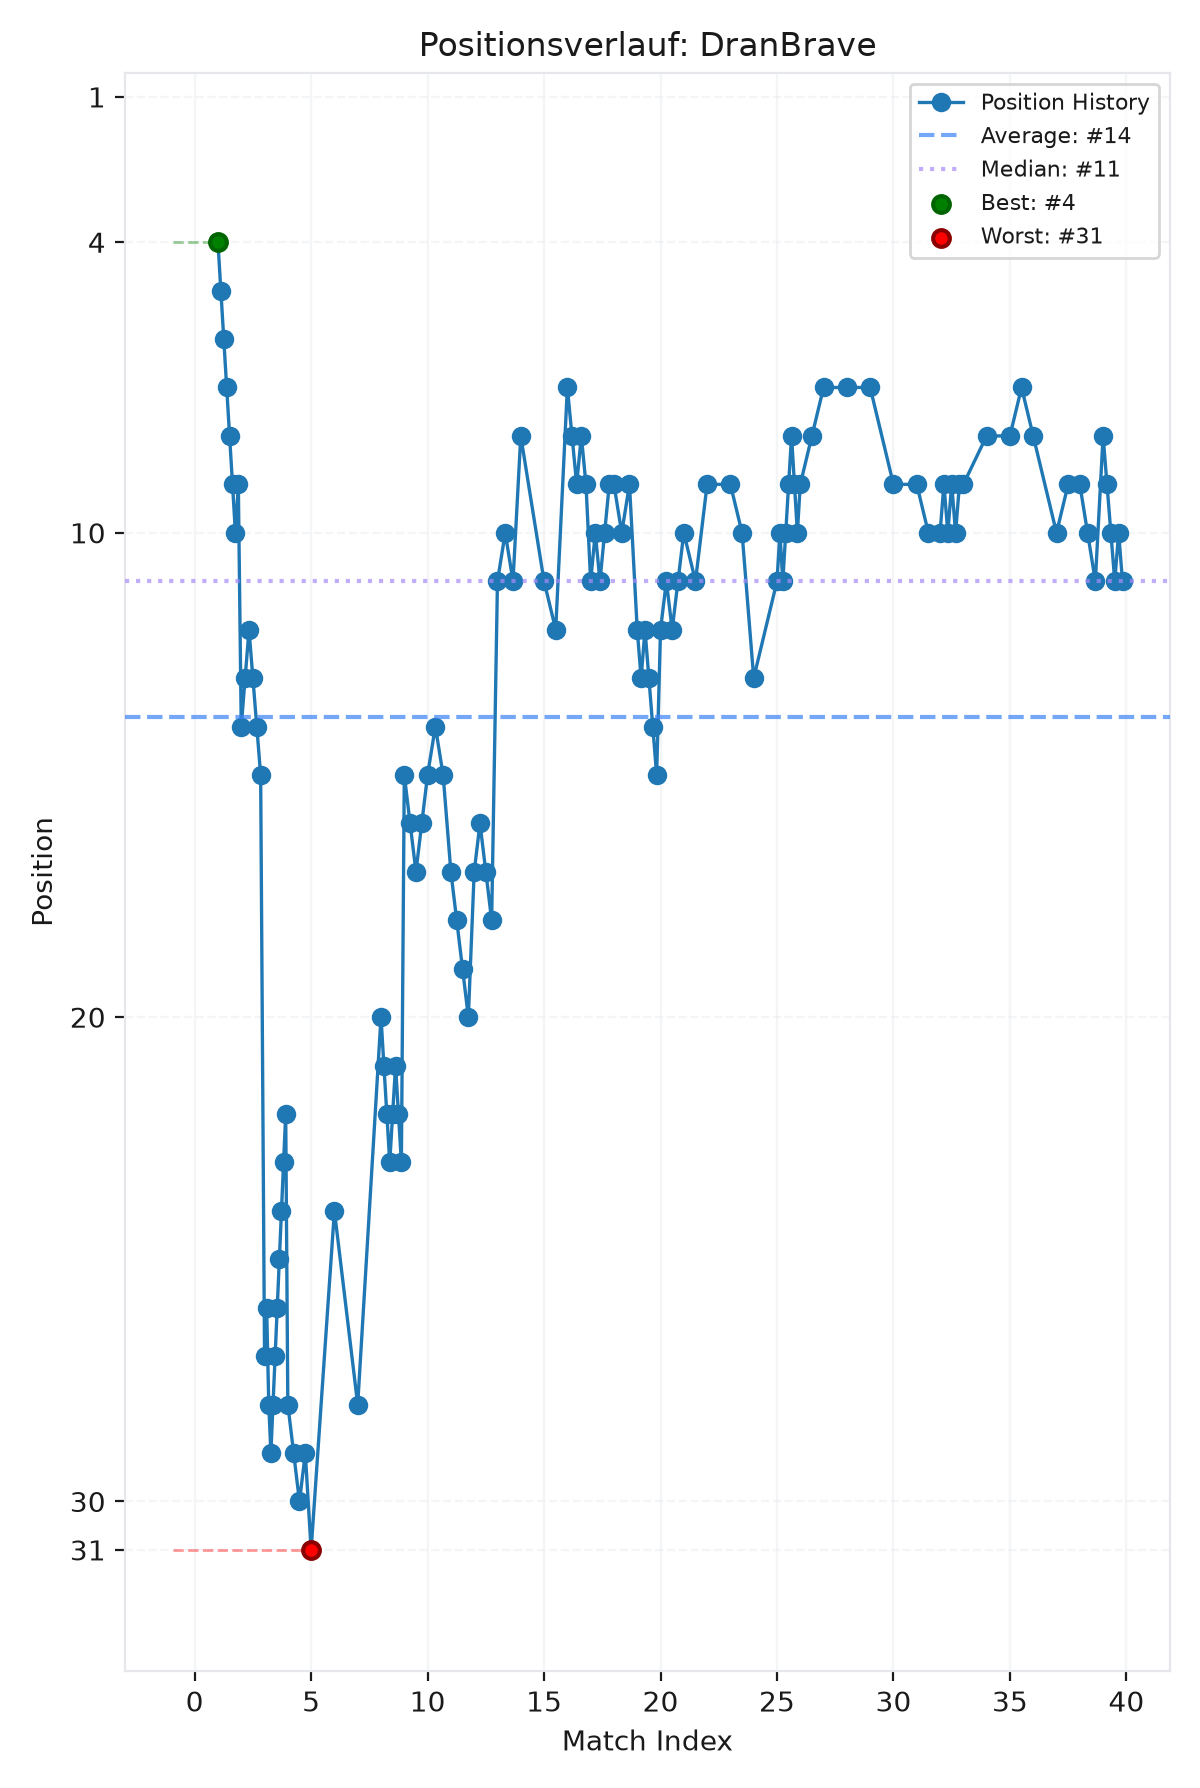 Positionsverlauf: DranBrave
Position History
Average: #14
Median: #11
Best: #4
Worst: #31
Position
1
4
10
20
30
31
0 5 10 15 20 25 30 35 40
Match Index